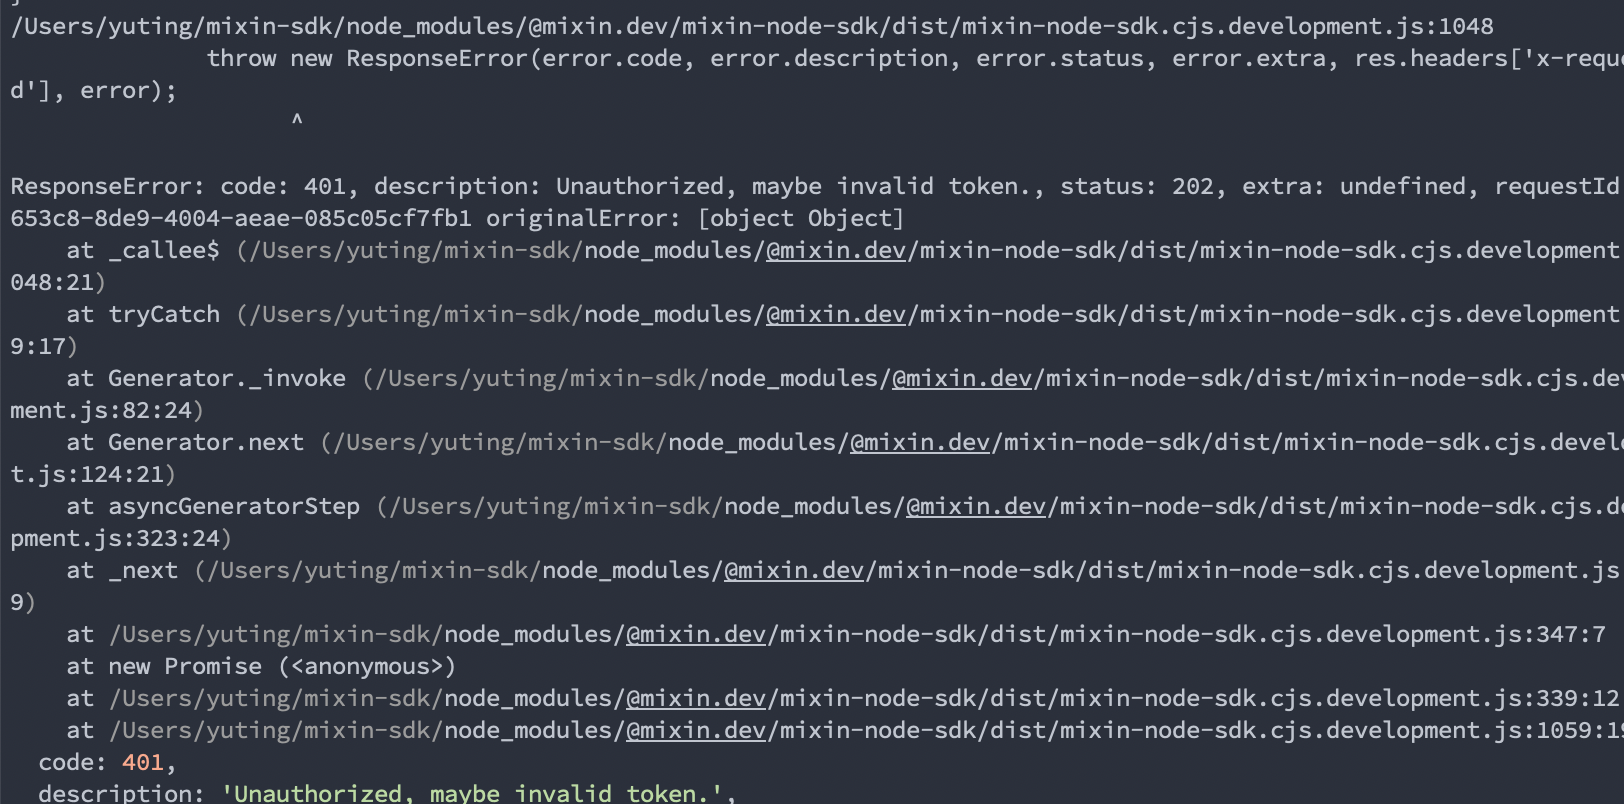 /Users/yuting/mixin-sdk/node_modules/@mixin.dev/mixin-node-sdk/dist/mixin-node-sdk.cjs.development.js:1048
throw new ResponseError(error.code, error.description, error.status, error.extra, res.headers['x-reque
d'], error);
^
ResponseError: code: 401, description: Unauthorized, maybe invalid token., status: 202, extra: undefined, requestId
653c8-8de9-4004-aeae-085c05cf7fb1 originalError: [object Object]
at _callee$ (/Users/yuting/mixin-sdk/node_modules/@mixin.dev/mixin-node-sdk/dist/mixin-node-sdk.cjs.development
048:21)
at tryCatch (/Users/yuting/mixin-sdk/node_modules/@mixin.dev/mixin-node-sdk/dist/mixin-node-sdk.cjs.development
9:17)
at Generator._invoke (/Users/yuting/mixin-sdk/node_modules/@mixin.dev/mixin-node-sdk/dist/mixin-node-sdk.cjs.dev
ment.js:82:24)
at Generator.next (/Users/yuting/mixin-sdk/node_modules/@mixin.dev/mixin-node-sdk/dist/mixin-node-sdk.cjs.develo
t.js:124:21)
at asyncGeneratorStep (/Users/yuting/mixin-sdk/node_modules/@mixin.dev/mixin-node-sdk/dist/mixin-node-sdk.cjs.de
pment.js:323:24)
at _next (/Users/yuting/mixin-sdk/node_modules/@mixin.dev/mixin-node-sdk/dist/mixin-node-sdk.cjs.development.js
9)
at /Users/yuting/mixin-sdk/node_modules/@mixin.dev/mixin-node-sdk/dist/mixin-node-sdk.cjs.development.js:347:7
at new Promise (<anonymous>)
at /Users/yuting/mixin-sdk/node_modules/@mixin.dev/mixin-node-sdk/dist/mixin-node-sdk.cjs.development.js:339:12
at /Users/yuting/mixin-sdk/node_modules/@mixin.dev/mixin-node-sdk/dist/mixin-node-sdk.cjs.development.js:1059:19
code: 401,
description: 'Unauthorized, maybe invalid token.',